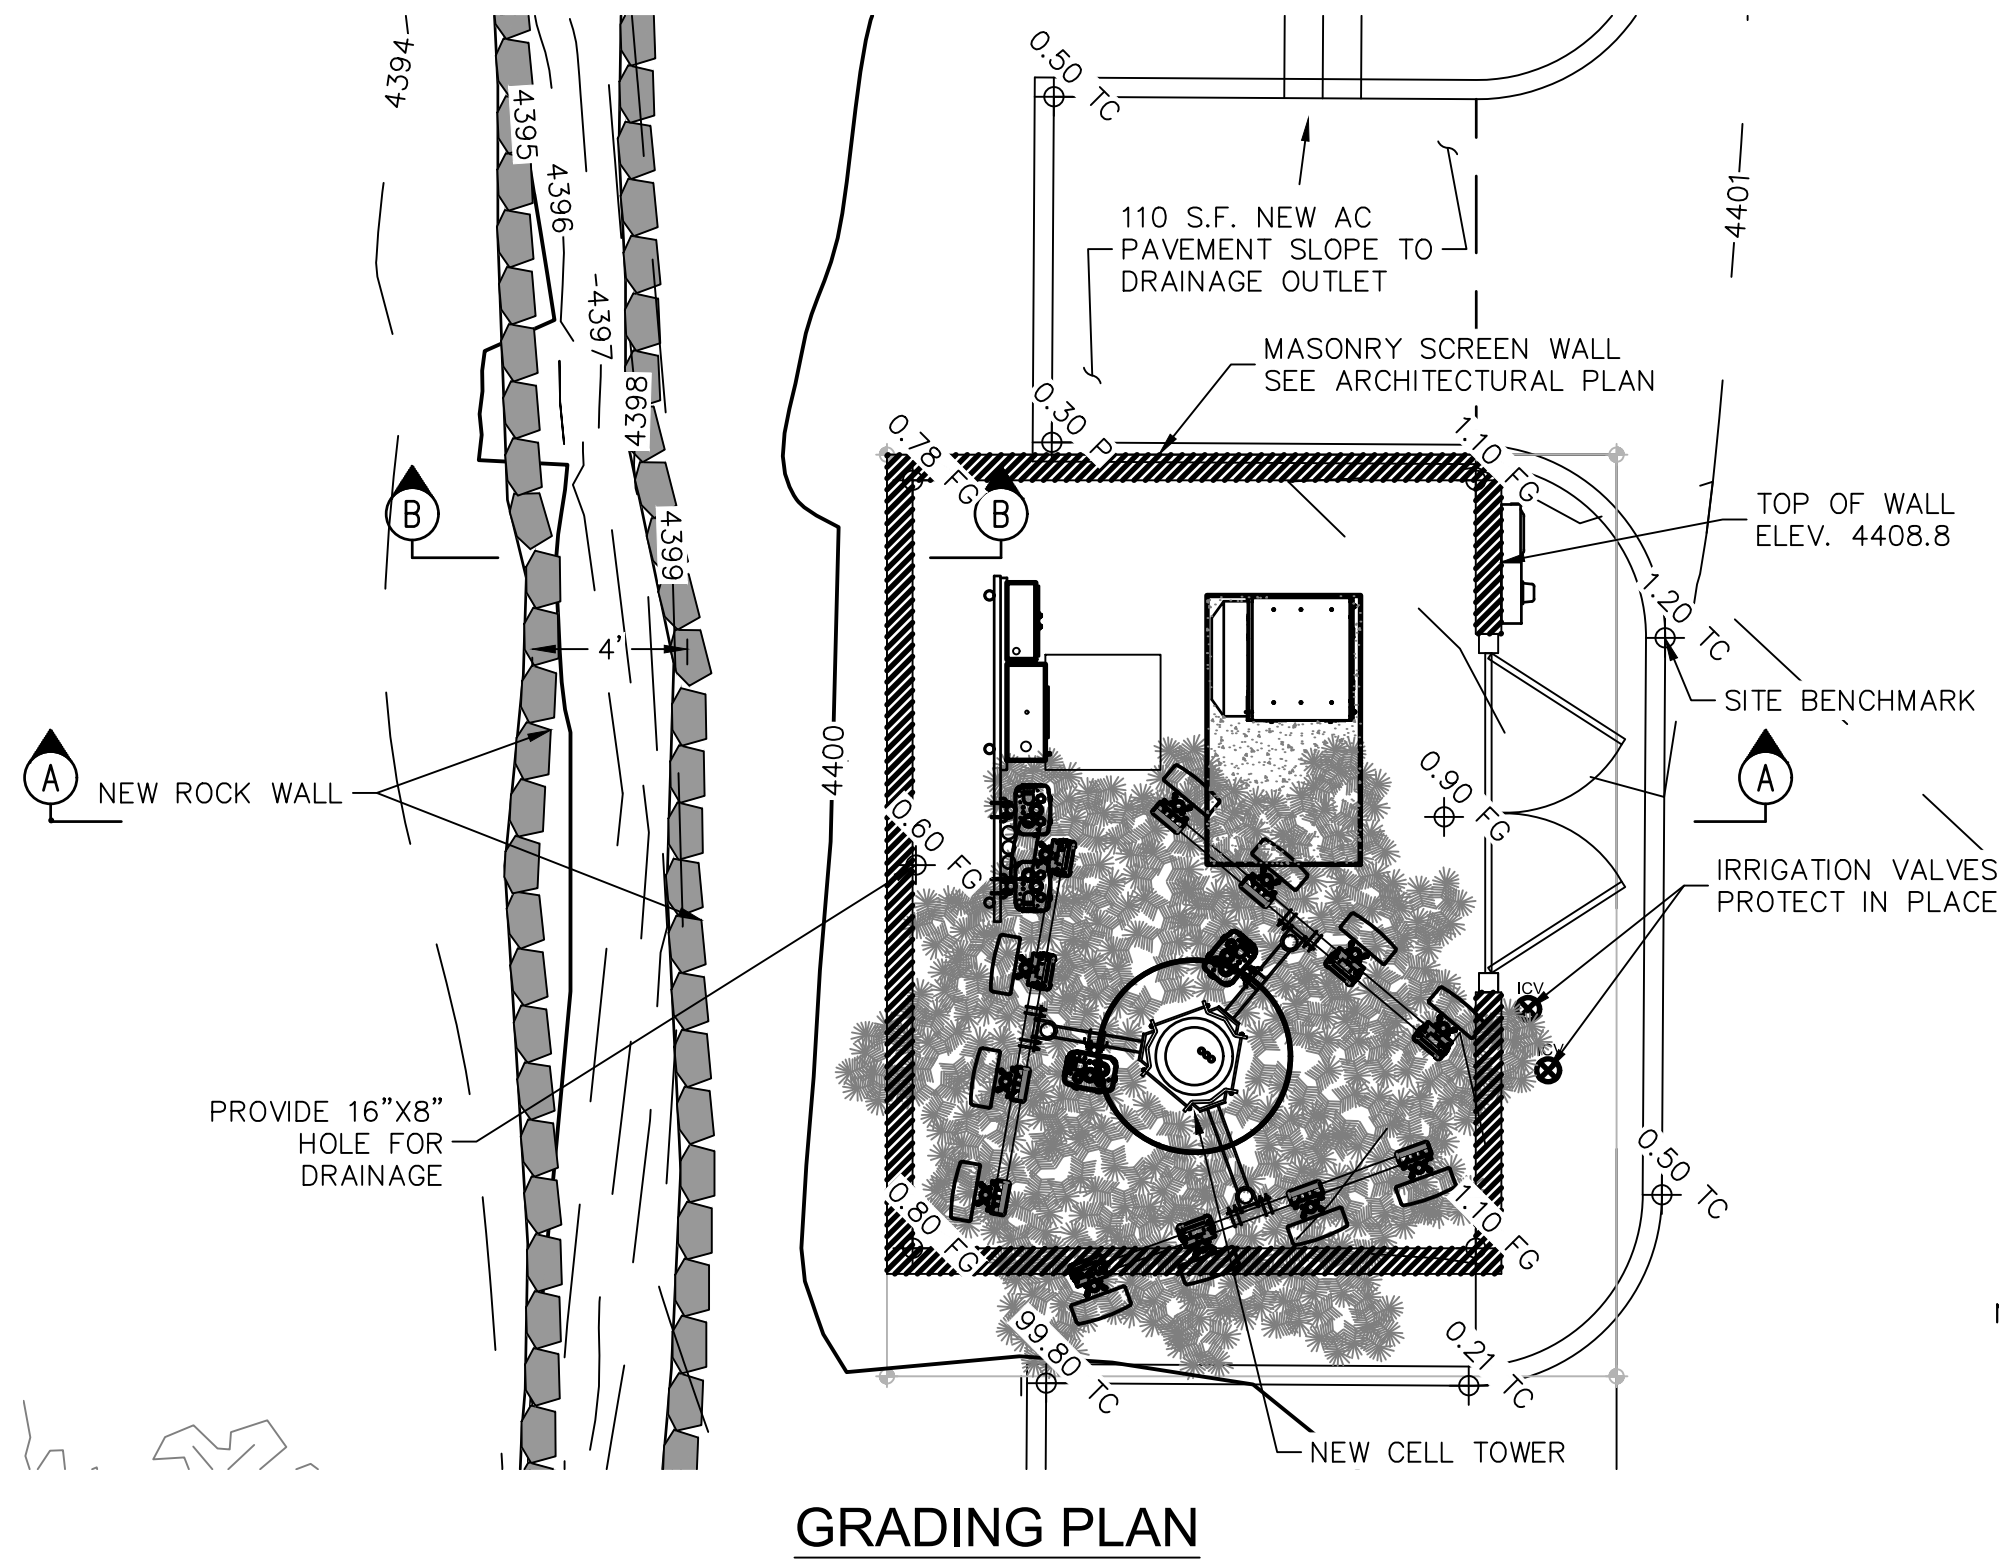 4394
0.50 TC
4395
4396
4401
110 S.F. NEW AC
PAVEMENT SLOPE TO
DRAINAGE OUTLET
-4397
MASONRY SCREEN WALL
SEE ARCHITECTURAL PLAN
4398
0.30 P
0.78 FG
1.10 FG
B
B
TOP OF WALL
ELEV. 4408.8
4399
1.20 TC
4'
SITE BENCHMARK
4400
A
NEW ROCK WALL
A
0.90 FG
0.60 FG
IRRIGATION VALVES
PROTECT IN PLACE
ICV
ICV
PROVIDE 16"X8"
HOLE FOR
DRAINAGE
0.50 TC
0.80 FG
1.10 FG
99.80 TC
0.21 TC
NEW CELL TOWER
GRADING PLAN